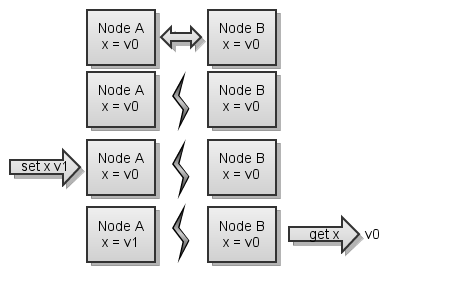 Node A
x = v0
Node B
x = v0
Node A
x = v0
Node B
x = v0
set x v1
Node A
x = v0
Node B
x = v0
Node A
x = v1
Node B
x = v0
get x
v0